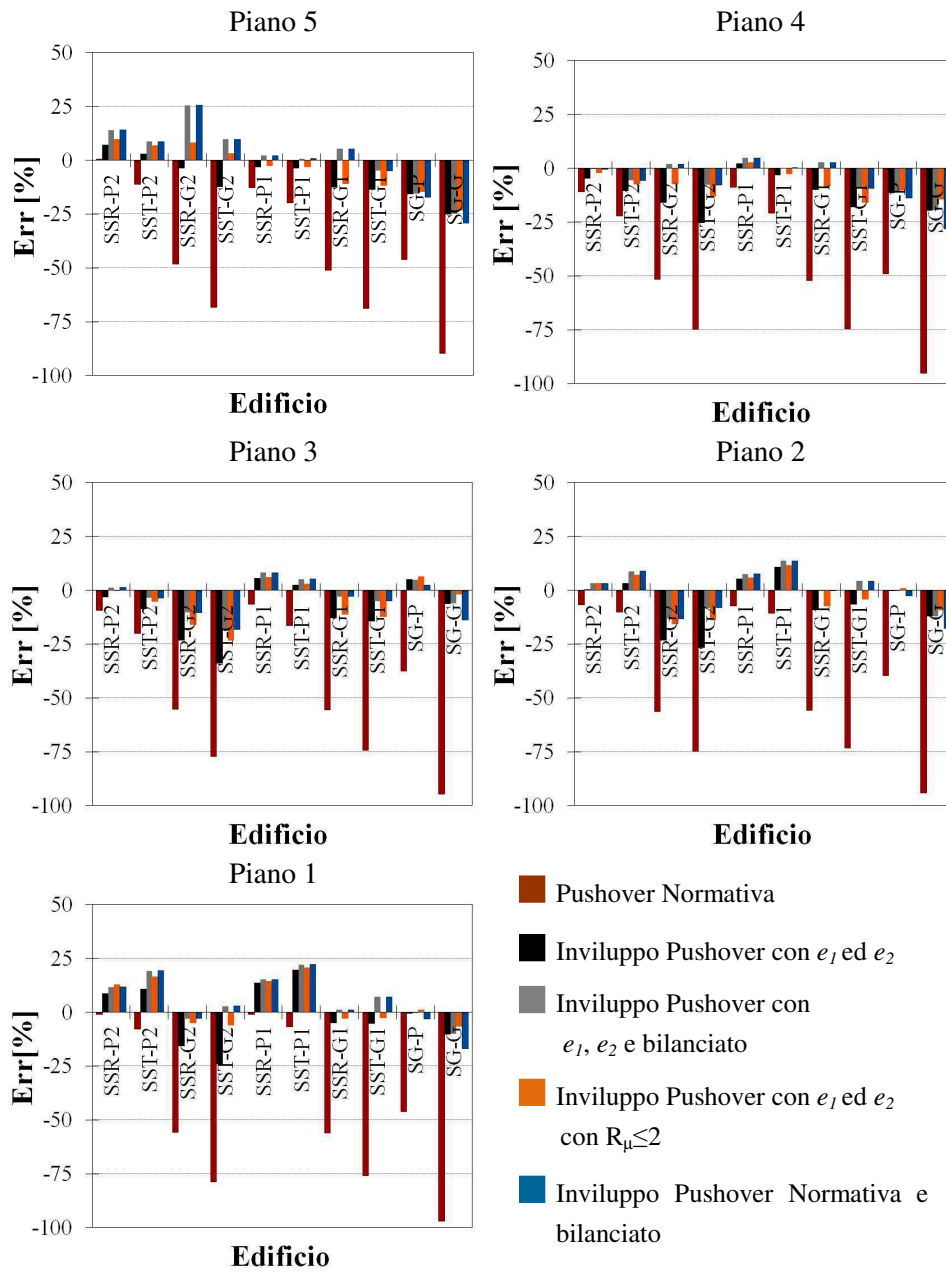 Piano 5
50
25
0
-25
-50
-75
-100
Err [%]
SSR-P2
SST-P2
SSR-G2
SST-G2
SSR-P1
SST-P1
SSR-G1
SST-G1
SG-P
SG-G
Edificio
Piano 4
50
25
0
-25
-50
-75
-100
Err [%]
SSR-P2
SST-P2
SSR-G2
SST-G2
SSR-P1
SST-P1
SSR-G1
SST-G1
SG-P
SG-G
Edificio
Piano 3
50
25
0
-25
-50
-75
-100
Err [%]
SSR-P2
SST-P2
SSR-G2
SST-G2
SSR-P1
SST-P1
SSR-G1
SST-G1
SG-P
SG-G
Edificio
Piano 2
50
25
0
-25
-50
-75
-100
Err [%]
SSR-P2
SST-P2
SSR-G2
SST-G2
SSR-P1
SST-P1
SSR-G1
SST-G1
SG-P
SG-G
Edificio
Piano 1
50
25
0
-25
-50
-75
-100
Err[%]
SSR-P2
SST-P2
SSR-G2
SST-G2
SSR-P1
SST-P1
SSR-G1
SST-G1
SG-P
SG-G
Edificio
Pushover Normativa
Inviluppo Pushover con e1 ed e2
Inviluppo Pushover con
e1, e2 e bilanciato
Inviluppo Pushover con e1 ed e2
con Rμ≤2
Inviluppo Pushover Normativa e
bilanciato